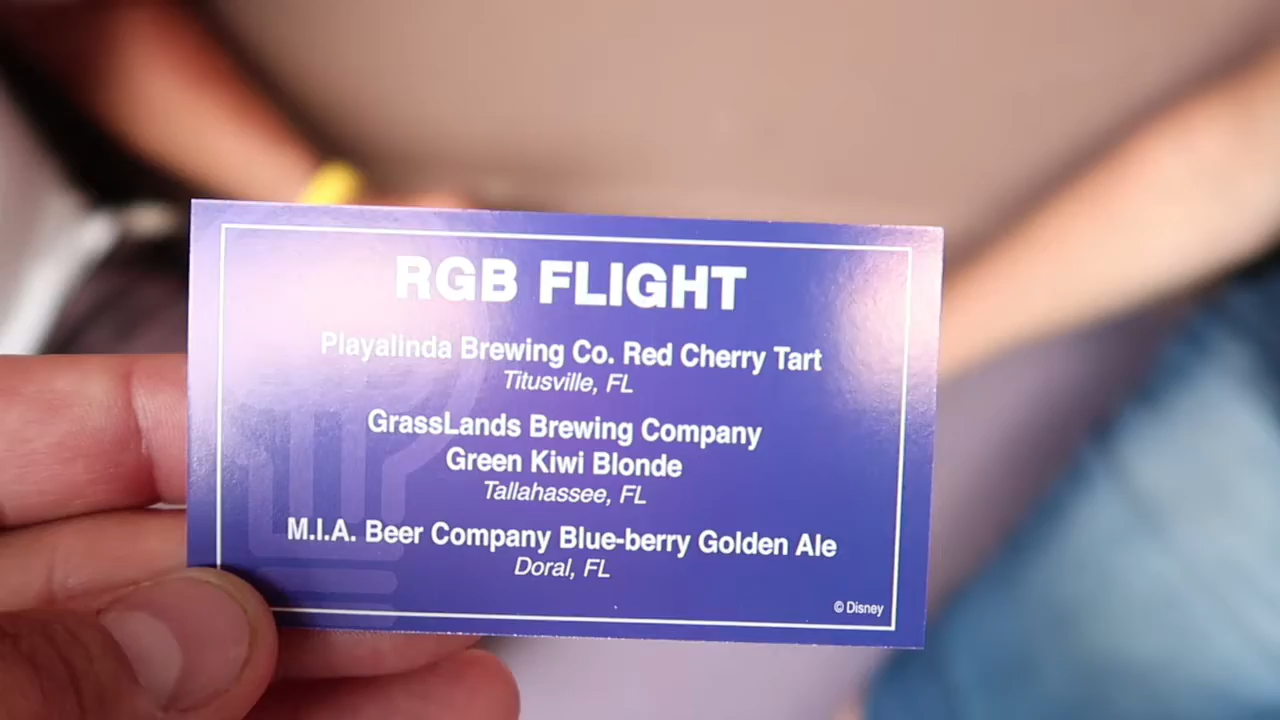 RGB FLIGHT
Playalinda Brewing Co. Red Cherry Tart
Titusville, FL
GrassLands Brewing Company
Green Kiwi Blonde
Tallahassee, FL
M.I.A. Beer Company Blue-berry Golden Ale
Doral, FL
© Disney